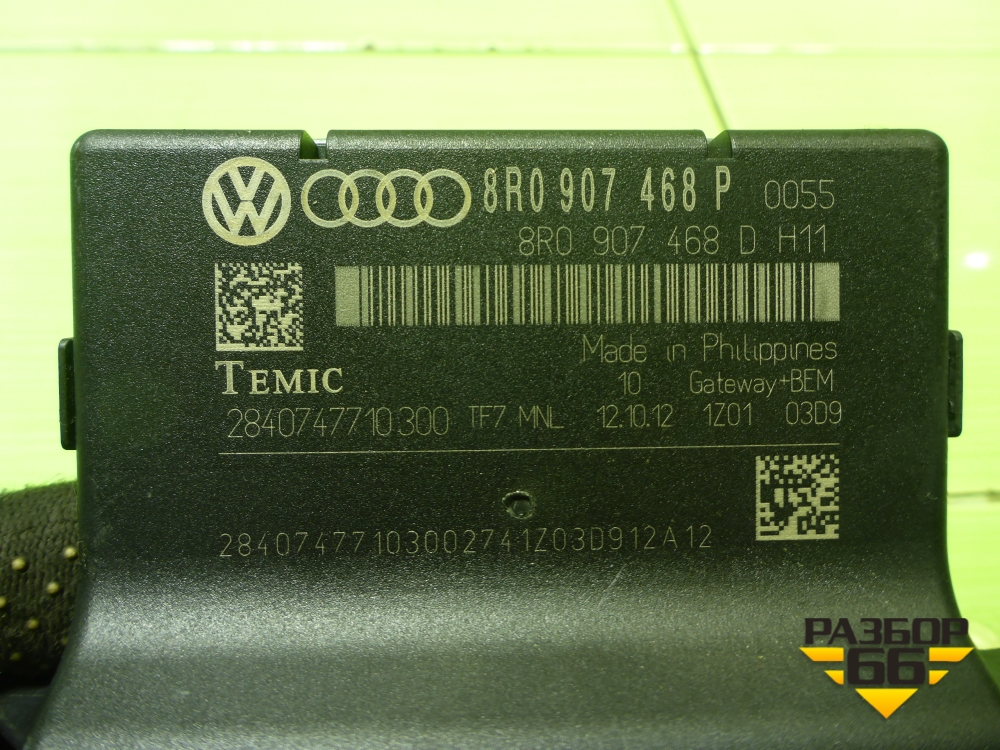 8R0 907 468 P 0055
8R0 907 468 D H11
Made in Philippines
TEMIC
10 Gateway+BEM
2840747710300 TF7 MNL 12.10.12 1Z01 03D9
28407477103002741Z03D912A12
РАЗБОР
66